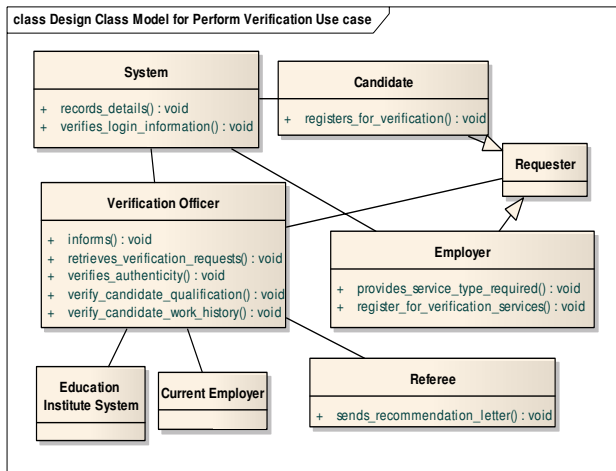 class Design Class Model for Perform Verification Use case
System
+ records_details() : void
+ verifies_login_information() : void
Candidate
+ registers_for_verification() : void
Requester
Verification Officer
+ informs() : void
+ retrieves_verification_requests() : void
+ verifies_authenticity() : void
+ verify_candidate_qualification() : void
+ verify_candidate_work_history() : void
Employer
+ provides_service_type_required() : void
+ register_for_verification_services() : void
Education
Institute System
Current Employer
Referee
+ sends_recommendation_letter() : void